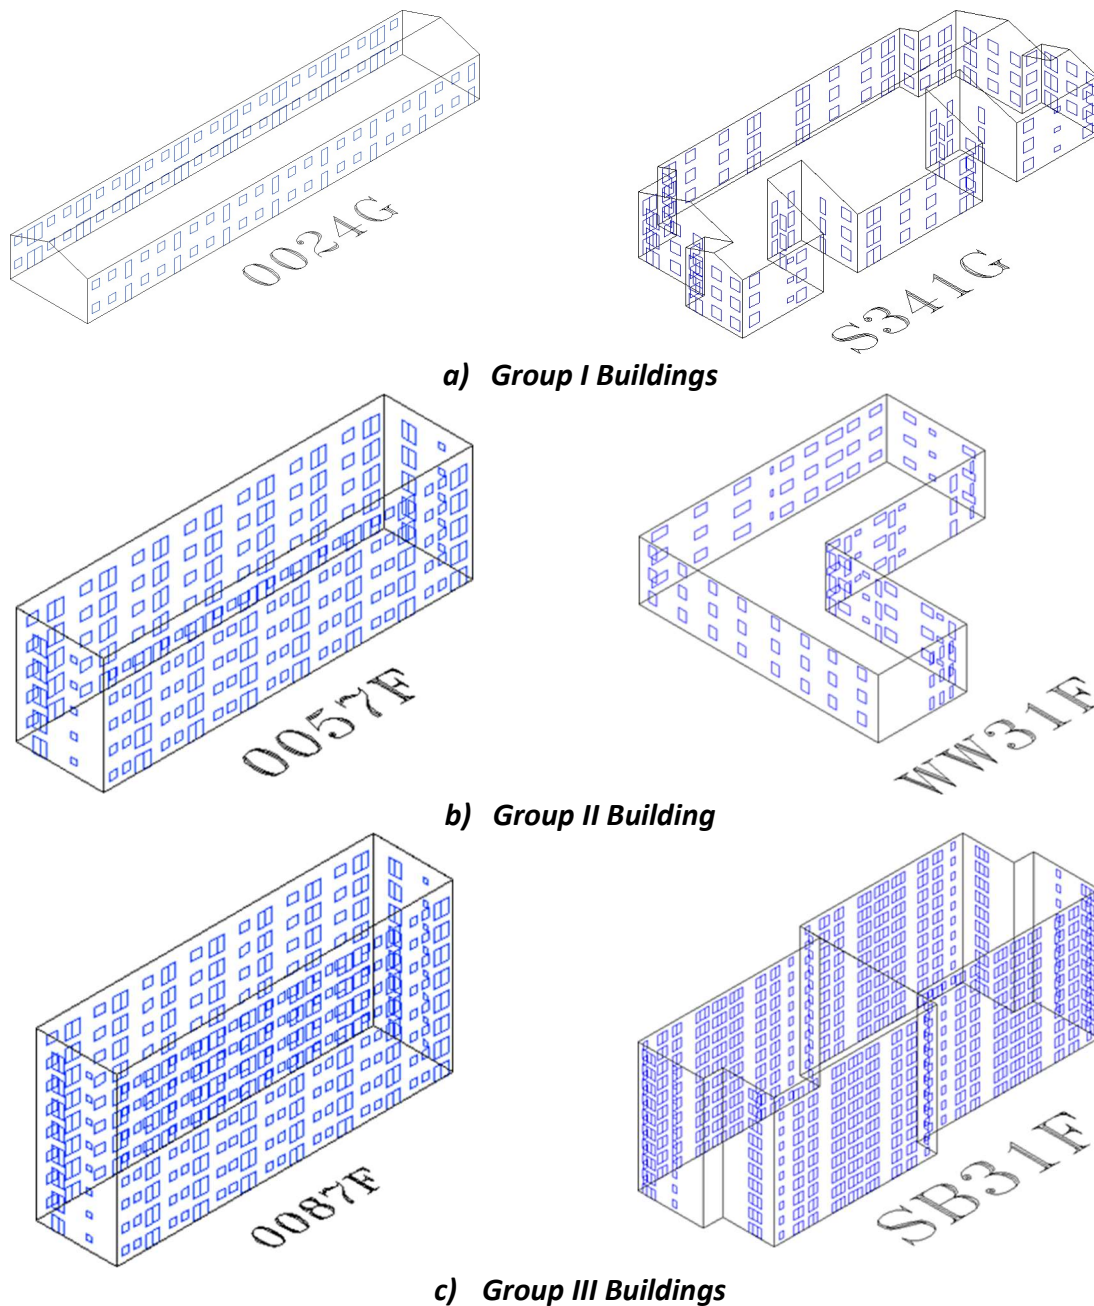 0024G
S341G
a) Group I Buildings
0057F
WW31F
b) Group II Building
0087F
SB31F
c) Group III Buildings